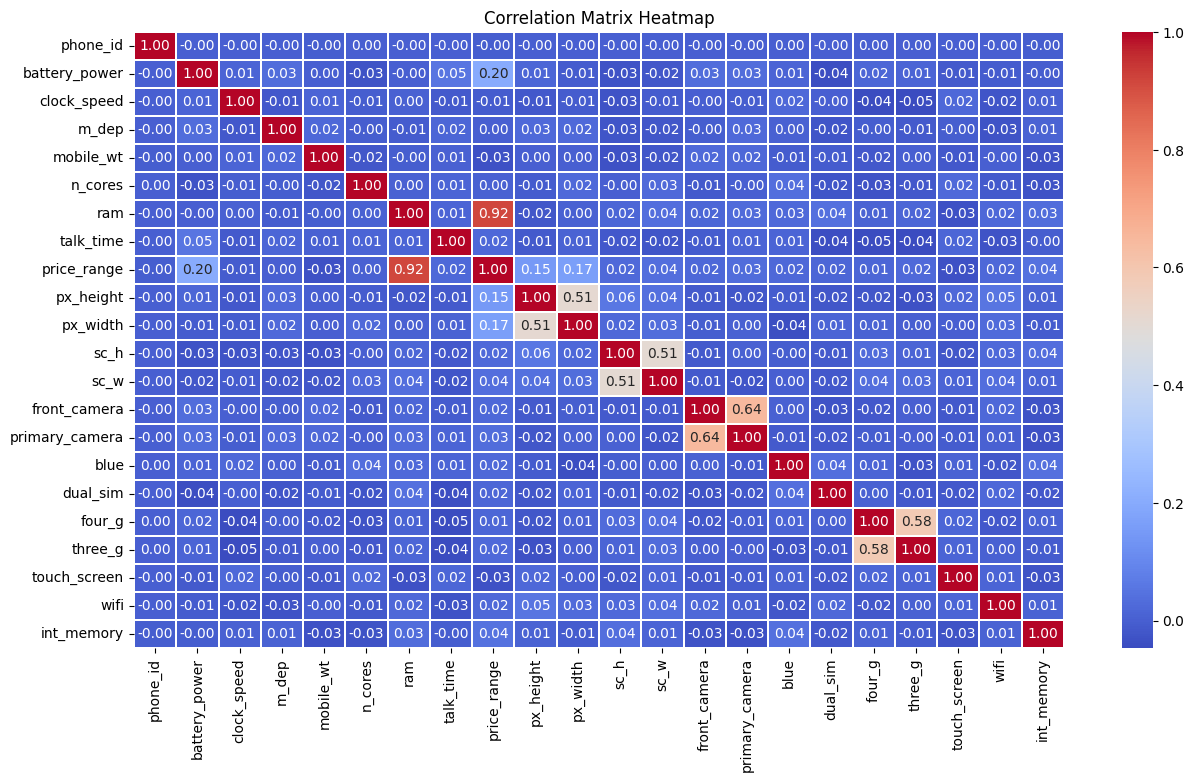 Correlation Matrix Heatmap
phone_id 1.00 -0.00 -0.00 -0.00 -0.00 0.00 -0.00 -0.00 -0.00 -0.00 -0.00 -0.00 -0.00 -0.00 -0.00 0.00 -0.00 0.00 0.00 -0.00 -0.00 -0.00
battery_power -0.00 1.00 0.01 0.03 0.00 -0.03 -0.00 0.05 0.20 0.01 -0.01 -0.03 -0.02 0.03 0.03 0.01 -0.04 0.02 0.01 -0.01 -0.01 -0.00
clock_speed -0.00 0.01 1.00 -0.01 0.01 -0.01 0.00 -0.01 -0.01 -0.01 -0.01 -0.03 -0.01 -0.00 -0.01 0.02 -0.00 -0.04 -0.05 0.02 -0.02 0.01
m_dep -0.00 0.03 -0.01 1.00 0.02 -0.00 -0.01 0.02 0.00 0.03 0.02 -0.03 -0.02 -0.00 0.03 0.00 -0.02 -0.00 -0.01 -0.00 -0.03 0.01
mobile_wt -0.00 0.00 0.01 0.02 1.00 -0.02 -0.00 0.01 -0.03 0.00 0.00 -0.03 -0.02 0.02 0.02 -0.01 -0.01 -0.02 0.00 -0.01 -0.00 -0.03
n_cores 0.00 -0.03 -0.01 -0.00 -0.02 1.00 0.00 0.01 0.00 -0.01 0.02 -0.00 0.03 -0.01 -0.00 0.04 -0.02 -0.03 -0.01 0.02 -0.01 -0.03
ram -0.00 -0.00 0.00 -0.01 -0.00 0.00 1.00 0.01 0.92 -0.02 0.00 0.02 0.04 0.02 0.03 0.03 0.04 0.01 0.02 -0.03 0.02 0.03
talk_time -0.00 0.05 -0.01 0.02 0.01 0.01 0.01 1.00 0.02 -0.01 0.01 -0.02 -0.02 0.01 0.01 0.01 -0.04 -0.05 -0.04 0.02 -0.03 -0.00
price_range -0.00 0.20 -0.01 0.00 -0.03 0.00 0.92 0.02 1.00 0.15 0.17 0.02 0.04 0.02 0.03 0.02 0.02 0.01 0.02 -0.03 0.02 0.04
px_height -0.00 0.01 -0.01 0.03 0.00 -0.01 -0.02 -0.01 0.15 1.00 0.51 0.06 0.04 -0.01 -0.02 -0.01 -0.02 -0.02 -0.03 0.02 0.05 0.01
px_width -0.00 -0.01 -0.01 0.02 0.00 0.02 0.00 0.01 0.17 0.51 1.00 0.02 0.03 -0.01 0.00 -0.04 0.01 0.01 0.00 -0.00 0.03 -0.01
sc_h -0.00 -0.03 -0.03 -0.03 -0.03 -0.00 0.02 -0.02 0.02 0.06 0.02 1.00 0.51 -0.01 0.00 -0.00 -0.01 0.03 0.01 -0.02 0.03 0.04
sc_w -0.00 -0.02 -0.01 -0.02 -0.02 0.03 0.04 -0.02 0.04 0.04 0.03 0.51 1.00 -0.01 -0.02 0.00 -0.02 0.04 0.03 0.01 0.04 0.01
front_camera -0.00 0.03 -0.00 -0.00 0.02 -0.01 0.02 0.01 0.02 -0.01 -0.01 -0.01 -0.01 1.00 0.64 0.00 -0.03 -0.02 0.00 -0.01 0.02 -0.03
primary_camera -0.00 0.03 -0.01 0.03 0.02 -0.00 0.03 0.01 0.03 -0.02 0.00 0.00 -0.02 0.64 1.00 -0.01 -0.02 -0.01 -0.00 -0.01 0.01 -0.03
blue 0.00 0.01 0.02 0.00 -0.01 0.04 0.03 0.01 0.02 -0.01 -0.04 -0.00 0.00 0.00 -0.01 1.00 0.04 0.01 -0.03 0.01 -0.02 0.04
dual_sim -0.00 -0.04 -0.00 -0.02 -0.01 -0.02 0.04 -0.04 0.02 -0.02 0.01 -0.01 -0.02 -0.03 -0.02 0.04 1.00 0.00 -0.01 -0.02 0.02 -0.02
four_g 0.00 0.02 -0.04 -0.00 -0.02 -0.03 0.01 -0.05 0.01 -0.02 0.01 0.03 0.04 -0.02 -0.01 0.01 0.00 1.00 0.58 0.02 -0.02 0.01
three_g 0.00 0.01 -0.05 -0.01 0.00 -0.01 0.02 -0.04 0.02 -0.03 0.00 0.01 0.03 -0.00 -0.00 -0.03 -0.01 0.58 1.00 0.01 0.00 -0.01
touch_screen -0.00 -0.01 0.02 -0.00 -0.01 0.02 -0.03 0.02 -0.03 0.02 -0.00 -0.02 0.01 -0.01 -0.01 0.01 -0.02 0.02 0.01 1.00 0.01 -0.03
wifi -0.00 -0.01 -0.02 -0.03 -0.00 -0.01 0.02 -0.03 0.02 0.05 0.03 0.03 0.04 0.02 0.01 -0.02 0.02 -0.02 0.00 0.01 1.00 0.01
int_memory -0.00 -0.00 0.01 0.01 -0.03 -0.03 0.03 -0.00 0.04 0.01 -0.01 0.04 0.01 -0.03 -0.03 0.04 -0.02 0.01 -0.01 -0.03 0.01 1.00
phone_id battery_power clock_speed m_dep mobile_wt n_cores ram talk_time price_range px_height px_width sc_h sc_w front_camera primary_camera blue dual_sim four_g three_g touch_screen wifi int_memory
1.0
0.8
0.6
0.4
0.2
0.0